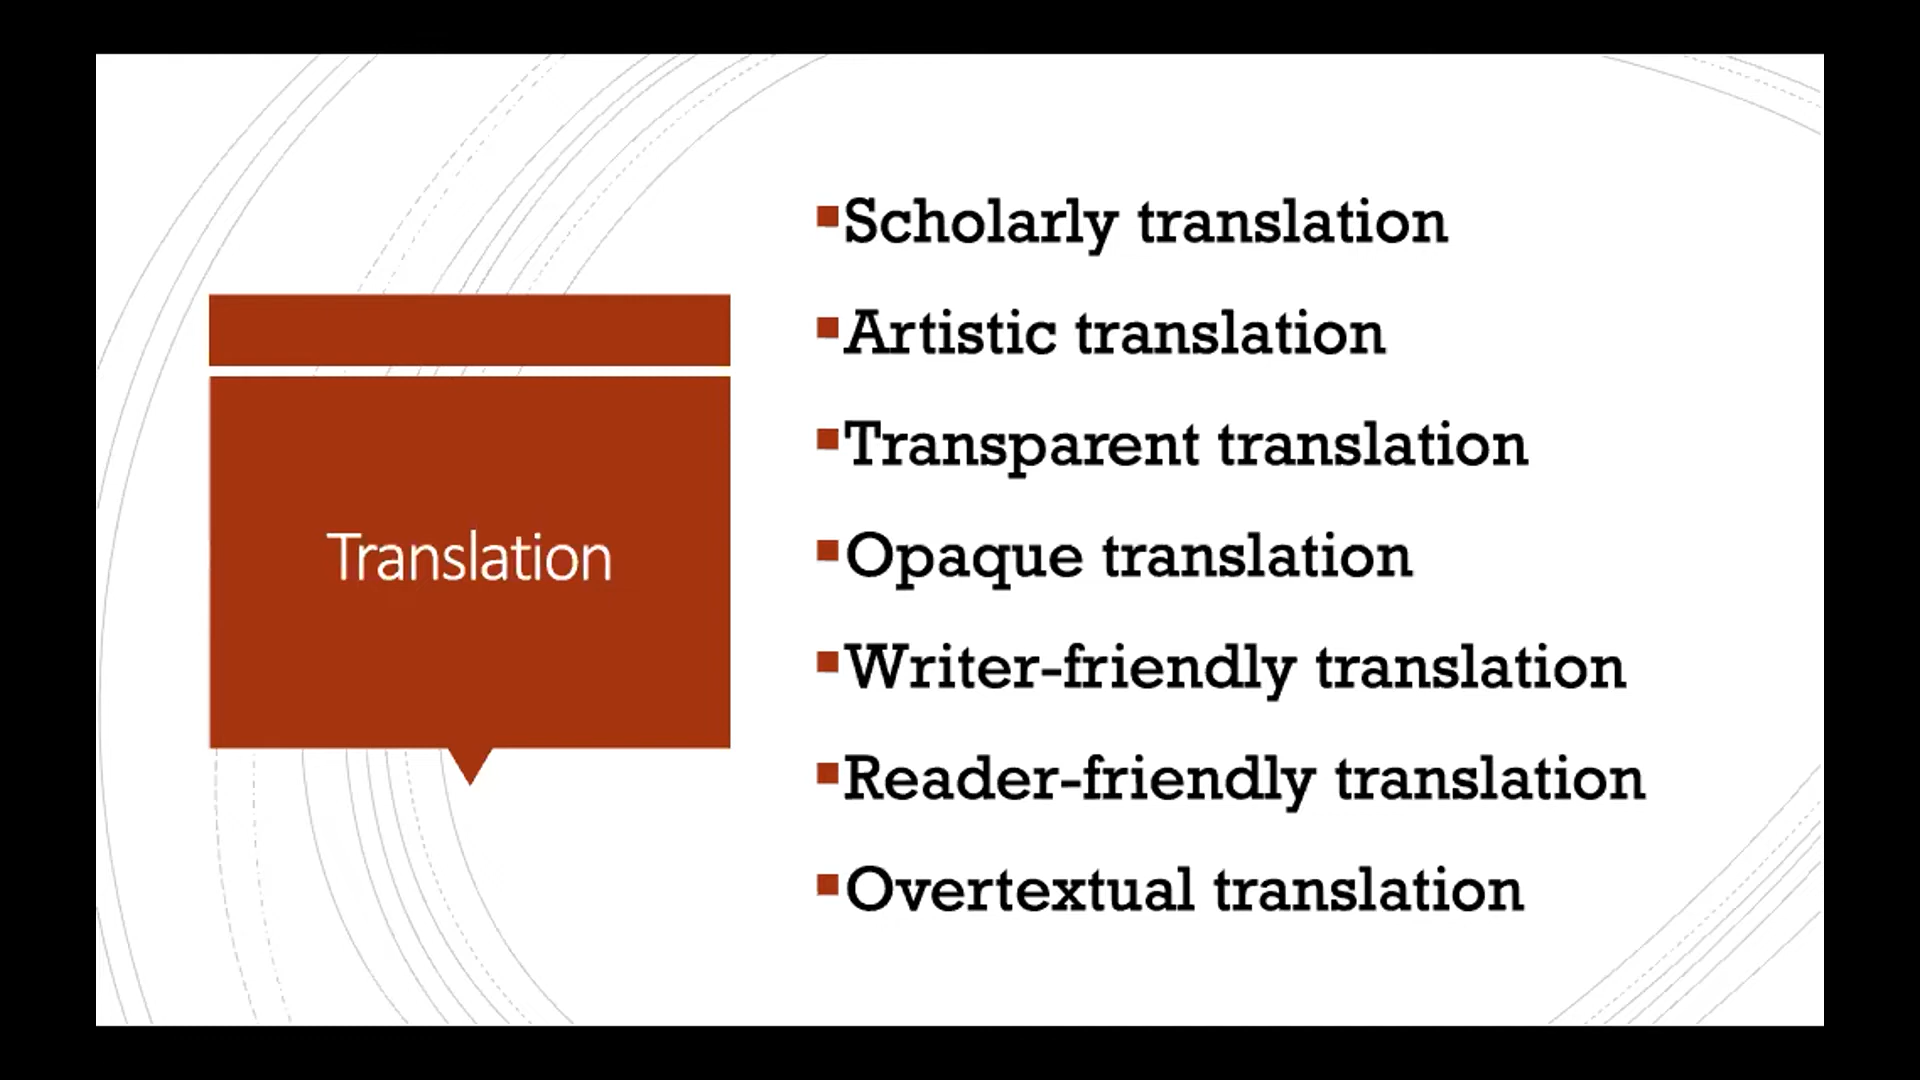 Translation
Scholarly translation
Artistic translation
Transparent translation
Opaque translation
Writer-friendly translation
Reader-friendly translation
Overtextual translation